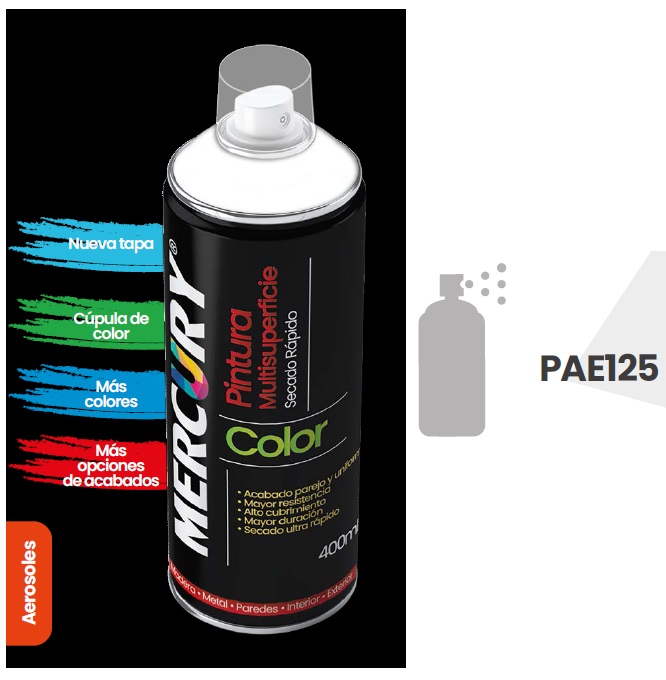 Nueva tapa
Cúpula de
color
Más
colores
Más
opciones
de acabados
Aerosoles
MERCURY®
Pintura
Multisuperficie
Secado Rápido
Color
• Acabado parejo y uniform
• Mayor resistencia
• Alto cubrimiento
• Mayor duración
• Secado ultra rápido
400ml
Madera • Metal • Paredes • Interior • Exterior
PAE125